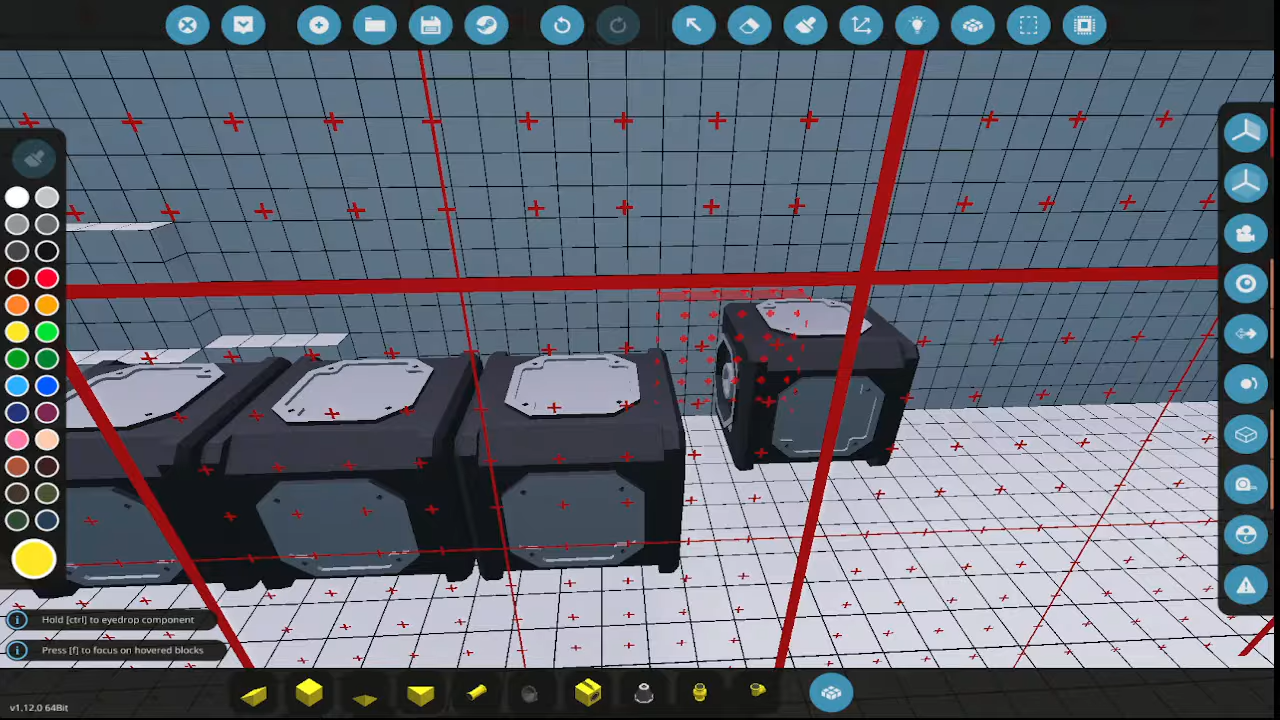 Hold [ctrl] to eyedrop component
Press [f] to focus on hovered blocks
v1.12.0 64Bit